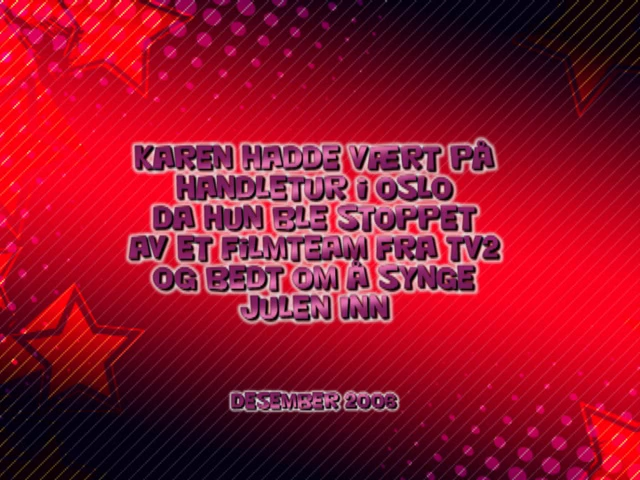 KAREN HADDE VÆRT PÅ
HANDLETUR i OSLO
DA HUN BLE STOPPET
AV ET FiLMTEAM FRA TV2
OG BEDT OM Å SYNGE
JULEN INN
DESEMBER 2006